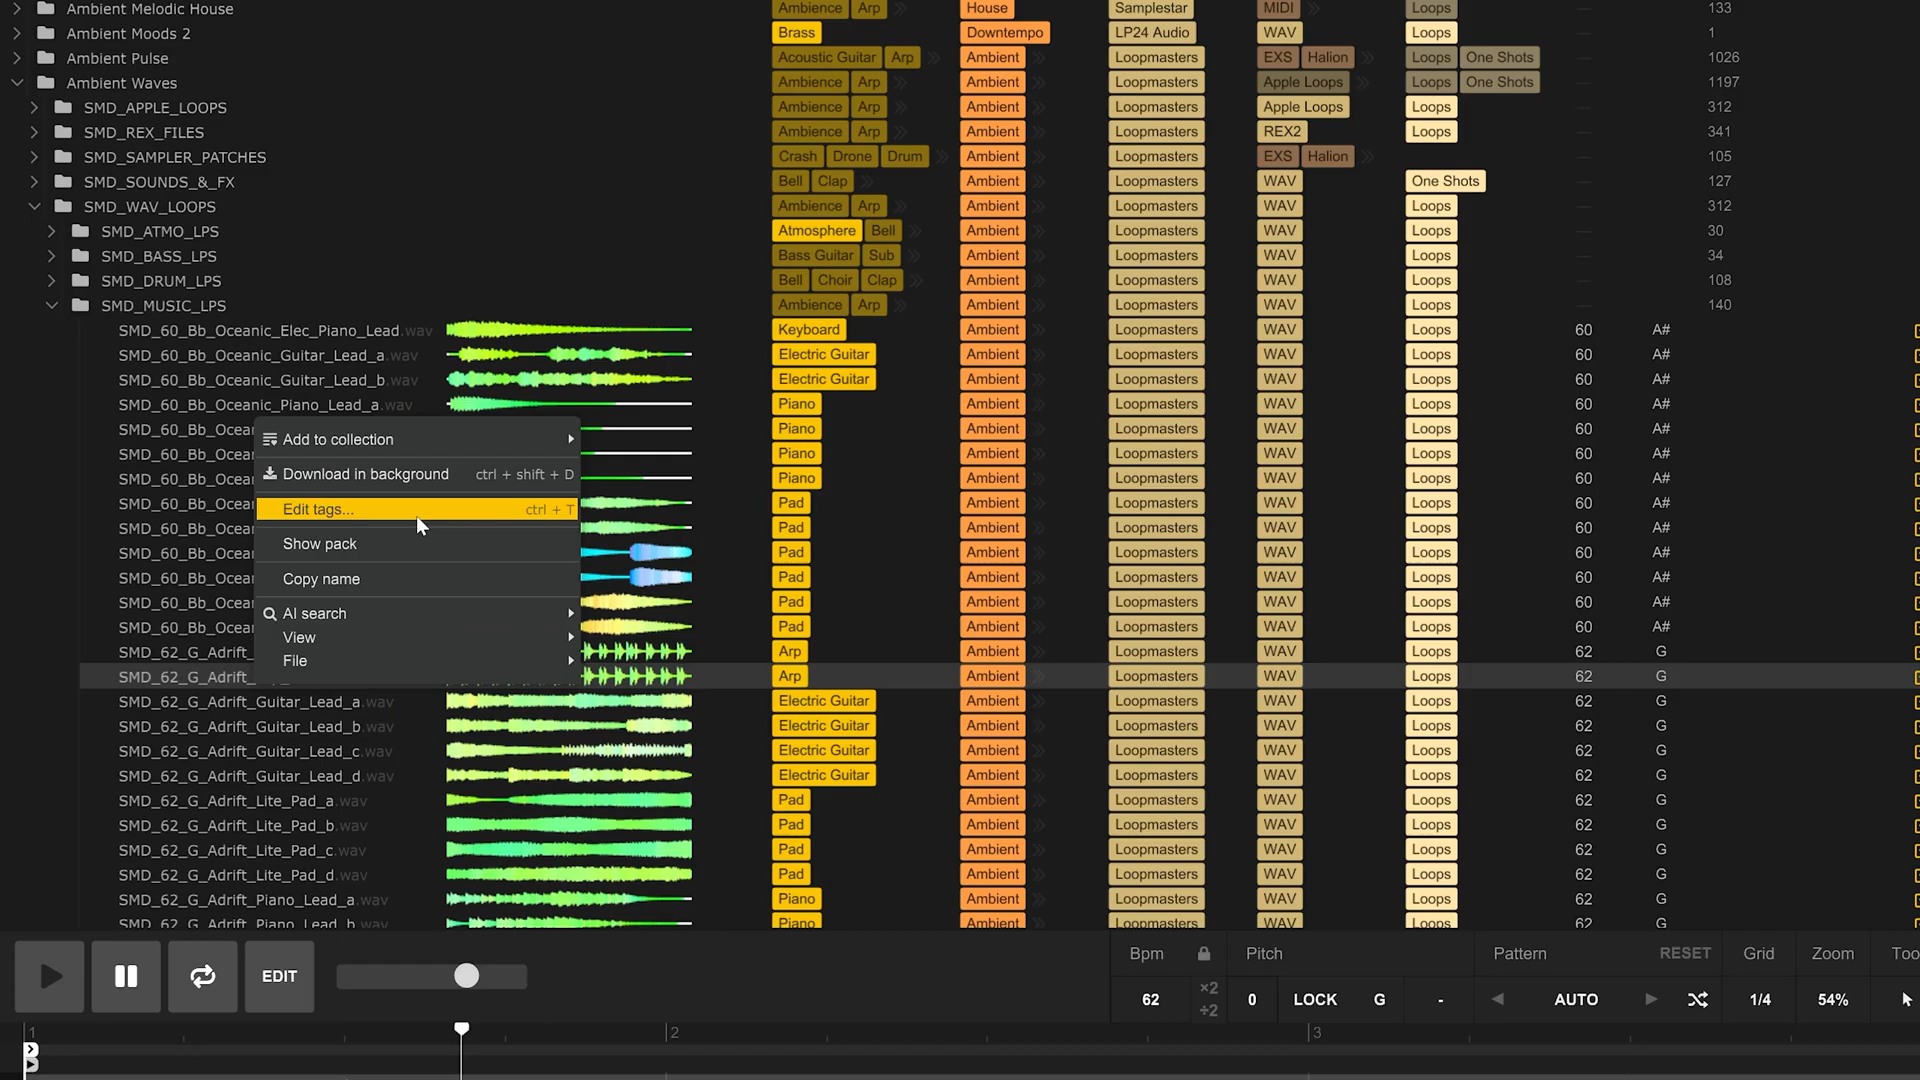 Ambient Melodic House Ambience Arp House Samplestar MIDI Loops 133
Ambient Moods 2 Brass Downtempo LP24 Audio WAV Loops 1
Ambient Pulse Acoustic Guitar Arp Ambient Loopmasters EXS Halion Loops One Shots 1026
Ambient Waves Ambience Arp Ambient Loopmasters Apple Loops Loops One Shots 1197
SMD_APPLE_LOOPS Ambience Arp Ambient Loopmasters Apple Loops Loops 312
SMD_REX_FILES Ambience Arp Ambient Loopmasters REX2 Loops 341
SMD_SAMPLER_PATCHES Crash Drone Drum Ambient Loopmasters EXS Halion 105
SMD_SOUNDS_&_FX Bell Clap Ambient Loopmasters WAV One Shots 127
SMD_WAV_LOOPS Ambience Arp Ambient Loopmasters WAV Loops 312
SMD_ATMO_LPS Atmosphere Bell Ambient Loopmasters WAV Loops 30
SMD_BASS_LPS Bass Guitar Sub Ambient Loopmasters WAV Loops 34
SMD_DRUM_LPS Bell Choir Clap Ambient Loopmasters WAV Loops 108
SMD_MUSIC_LPS Ambience Arp Ambient Loopmasters WAV Loops 140
SMD_60_Bb_Oceanic_Elec_Piano_Lead.wav Keyboard Ambient Loopmasters WAV Loops 60 A#
SMD_60_Bb_Oceanic_Guitar_Lead_a.wav Electric Guitar Ambient Loopmasters WAV Loops 60 A#
SMD_60_Bb_Oceanic_Guitar_Lead_b.wav Electric Guitar Ambient Loopmasters WAV Loops 60 A#
SMD_60_Bb_Oceanic_Piano_Lead_a.wav Piano Ambient Loopmasters WAV Loops 60 A#
SMD_60_Bb_Ocea Piano Ambient Loopmasters WAV Loops 60 A#
Add to collection
SMD_60_Bb_Ocea Piano Ambient Loopmasters WAV Loops 60 A#
Download in background ctrl + shift + D
SMD_60_Bb_Ocea Piano Ambient Loopmasters WAV Loops 60 A#
SMD_60_Bb_Ocea Pad Ambient Loopmasters WAV Loops 60 A#
Edit tags... ctrl + T
SMD_60_Bb_Ocea Pad Ambient Loopmasters WAV Loops 60 A#
Show pack
SMD_60_Bb_Ocea Pad Ambient Loopmasters WAV Loops 60 A#
SMD_60_Bb_Ocea Copy name Pad Ambient Loopmasters WAV Loops 60 A#
SMD_60_Bb_Ocea Pad Ambient Loopmasters WAV Loops 60 A#
AI search
SMD_60_Bb_Ocea Pad Ambient Loopmasters WAV Loops 60 A#
View
SMD_62_G_Adrift_ Arp Ambient Loopmasters WAV Loops 62 G
File
SMD_62_G_Adrift_ Arp Ambient Loopmasters WAV Loops 62 G
SMD_62_G_Adrift_Guitar_Lead_a.wav Electric Guitar Ambient Loopmasters WAV Loops 62 G
SMD_62_G_Adrift_Guitar_Lead_b.wav Electric Guitar Ambient Loopmasters WAV Loops 62 G
SMD_62_G_Adrift_Guitar_Lead_c.wav Electric Guitar Ambient Loopmasters WAV Loops 62 G
SMD_62_G_Adrift_Guitar_Lead_d.wav Electric Guitar Ambient Loopmasters WAV Loops 62 G
SMD_62_G_Adrift_Lite_Pad_a.wav Pad Ambient Loopmasters WAV Loops 62 G
SMD_62_G_Adrift_Lite_Pad_b.wav Pad Ambient Loopmasters WAV Loops 62 G
SMD_62_G_Adrift_Lite_Pad_c.wav Pad Ambient Loopmasters WAV Loops 62 G
SMD_62_G_Adrift_Lite_Pad_d.wav Pad Ambient Loopmasters WAV Loops 62 G
SMD_62_G_Adrift_Piano_Lead_a.wav Piano Ambient Loopmasters WAV Loops 62 G
SMD_62_G_Adrift_Piano_Lead_b.wav Piano Ambient Loopmasters WAV Loops 62 G
Bpm Pitch Pattern RESET Grid Zoom Too
EDIT
62 ×2 ÷2 0 LOCK G - AUTO 1/4 54%
1 2 3